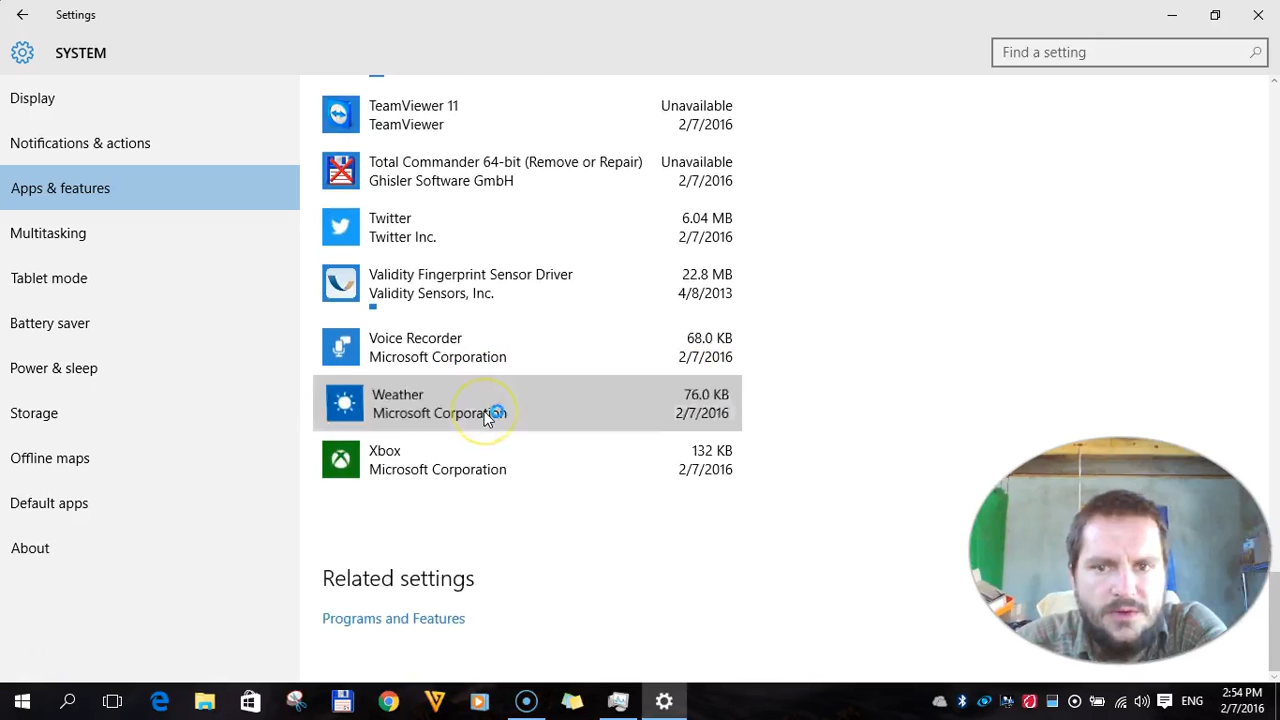 Settings
SYSTEM
Find a setting
Display
Notifications & actions
Apps & features
Multitasking
Tablet mode
Battery saver
Power & sleep
Storage
Offline maps
Default apps
About
TeamViewer 11 Unavailable
TeamViewer 2/7/2016
Total Commander 64-bit (Remove or Repair) Unavailable
Ghisler Software GmbH 2/7/2016
Twitter 6.04 MB
Twitter Inc. 2/7/2016
Validity Fingerprint Sensor Driver 22.8 MB
Validity Sensors, Inc. 4/8/2013
Voice Recorder 68.0 KB
Microsoft Corporation 2/7/2016
Weather 76.0 KB
Microsoft Corporation 2/7/2016
Xbox 132 KB
Microsoft Corporation 2/7/2016
Related settings
Programs and Features
ENG
2:54 PM
2/7/2016